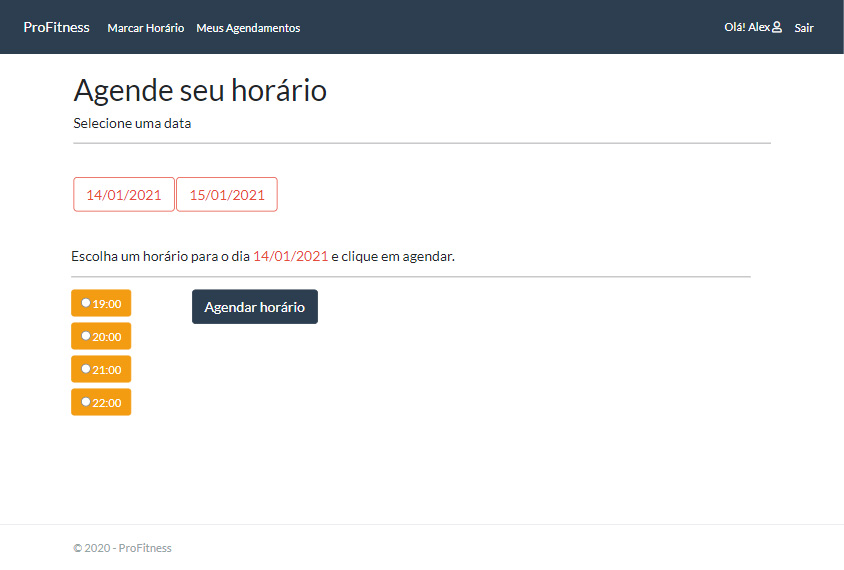 ProFitness Marcar Horário Meus Agendamentos Olá! Alex Sair
Agende seu horário
Selecione uma data
14/01/2021 15/01/2021
Escolha um horário para o dia 14/01/2021 e clique em agendar.
19:00 Agendar horário
20:00
21:00
22:00
© 2020 - ProFitness